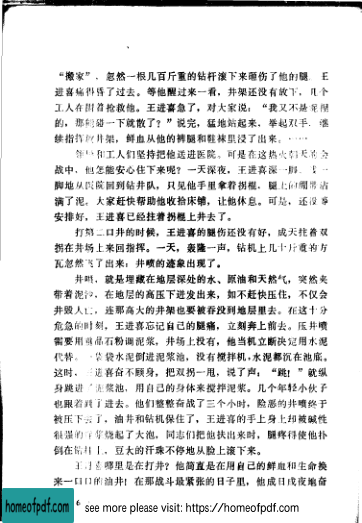 “搬家”，忽然一根几百斤重的钻杆滚下来砸伤了他的腿，王
进喜痛得昏了过去。等他醒过来一看，井架还没有放下，几个
工人在围着抢救他。王进喜急了，对大家说：“我又不是泥捏
的，那能碰一下就散了？”说完，猛地站起来，举起双手，继
续指挥放井架，鲜血从他的裤腿和鞋袜里浸了出来。
和工人们坚持把他送进医院。可是在这热火朝天的会
战中，他怎能安心住下来呢？一天深夜，王进喜深一脚、浅一
脚地从医院回到钻井队，只见他手里拿着拐棍，腿上的绷带沾
满了泥。大家赶快帮助他收拾床铺，让他休息。可是，还没等
安排好，王进喜已经拄着拐棍上井去了。
打第二口井的时候，王进喜的腿伤还没有好，成天拄着双
拐在井场上来回指挥。一天，轰隆一声，钻机上几十斤重的方
瓦忽然飞了出来，井喷的迹象出现了。
井喷，就是埋藏在地层深处的水、原油和天然气，突然夹
带着泥沙，在地层的高压下迸发出来，如不赶快压住，不仅会
井毁人亡，连那高大的井架也要被吞没到地层里去。在这十分
危急的时刻，王进喜忘记自己的腿痛，立刻奔上前去。压井喷
需要用重晶石粉调泥浆，井场上没有，他当机立断决定用水泥
代替。一袋袋水泥倒进泥浆池，没有搅拌机，水泥都沉在池底。
这时，王进喜奋不顾身，把双拐一甩，说了声：“跳！”就纵
身跳进了泥浆池，用自己的身体来搅拌泥浆。几个年轻小伙子
也跟着跳了进去。他们整整奋战了三个小时，险恶的井喷终于
被压下去了，油井和钻机保住了，王进喜的手上身上却被碱性
很强的泥浆烧起了大泡，同志们把他扶出来时，腿疼得使他扑
倒在钻杆上，豆大的汗珠不停地从脸上滚下来。
王进喜哪里是在打井？他简直是在用自己的鲜血和生命换
来一口口的油井！在那战斗最紧张的日子里，他成日成夜地奋
6
homeofpdf.com
see more docs please visit: https://homeofpdf.com
homeofpdf.com